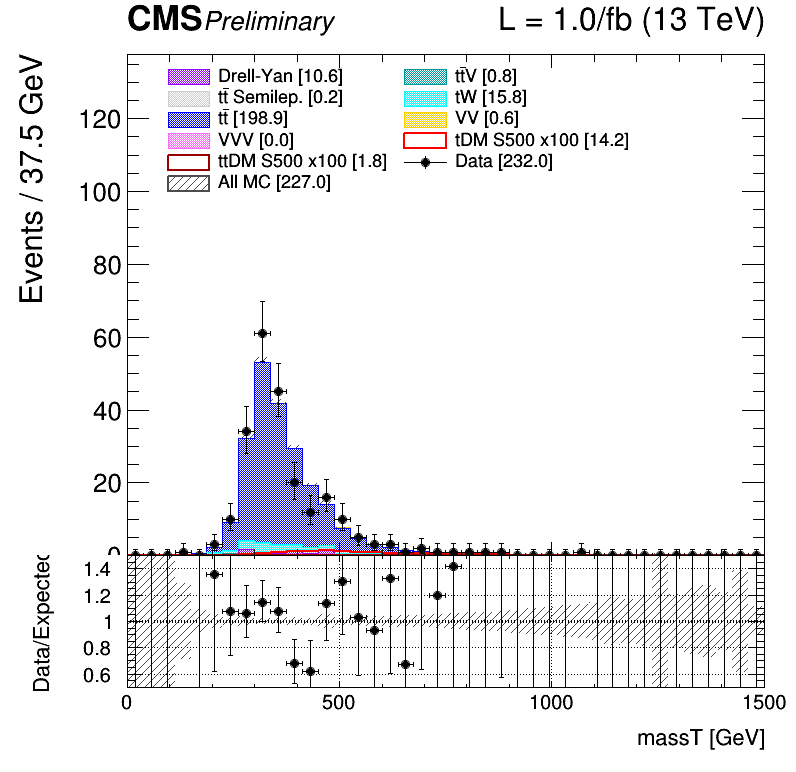 CMS Preliminary L = 1.0/fb (13 TeV)
Events / 37.5 GeV
Drell-Yan [10.6] tt̄V [0.8]
tt̄ Semilep. [0.2] tW [15.8]
tt̄ [198.9] VV [0.6]
VVV [0.0] tDM S500 x100 [14.2]
ttDM S500 x100 [1.8] Data [232.0]
All MC [227.0]
120
100
80
60
40
20
0
Data/Expected
1.4
1.2
1
0.8
0.6
0 500 1000 1500
massT [GeV]